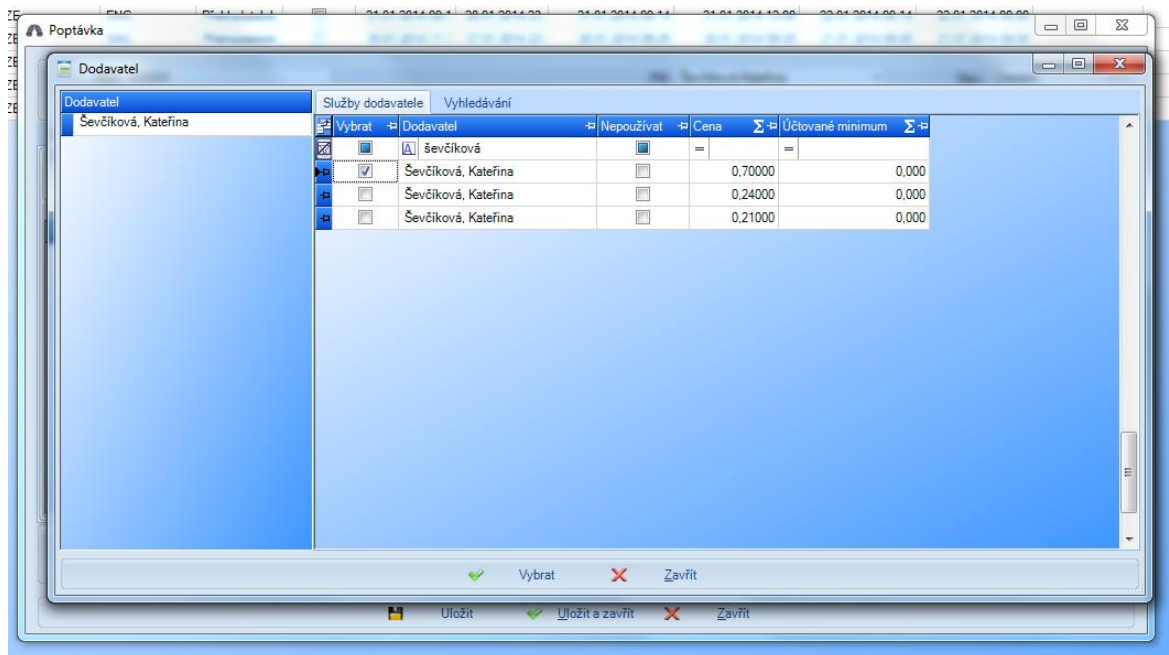 Poptávka
Dodavatel
Dodavatel
Ševčíková, Kateřina
Služby dodavatele Vyhledávání
Vybrat Dodavatel Nepoužívat Cena Σ Účtované minimum Σ
A ševčíková = =
Ševčíková, Kateřina 0,70000 0,000
Ševčíková, Kateřina 0,24000 0,000
Ševčíková, Kateřina 0,21000 0,000
Vybrat Zavřít
Uložit Uložit a zavřít Zavřít